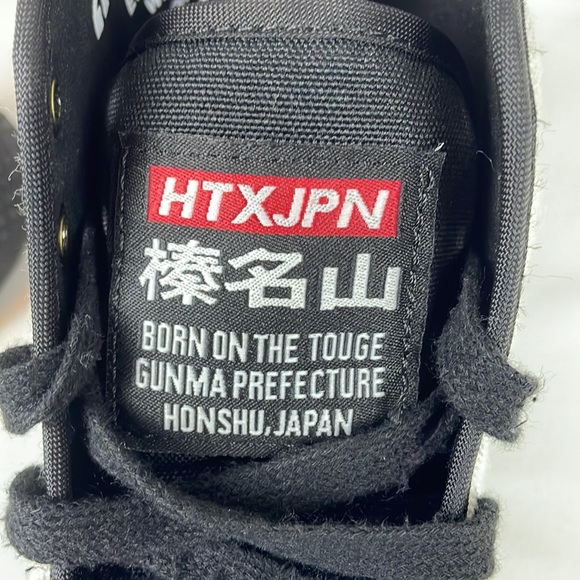 HTXJPN
榛名山
BORN ON THE TOUGE
GUNMA PREFECTURE
HONSHU, JAPAN